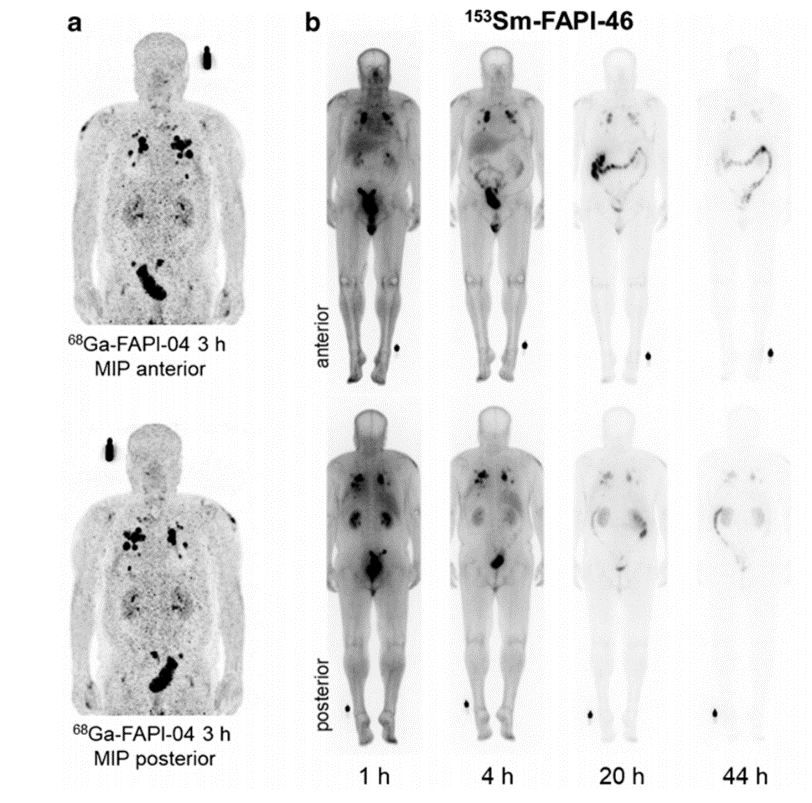 a
b
¹⁵³Sm-FAPI-46
anterior
⁶⁸Ga-FAPI-04 3 h
MIP anterior
posterior
⁶⁸Ga-FAPI-04 3 h
MIP posterior
1 h
4 h
20 h
44 h